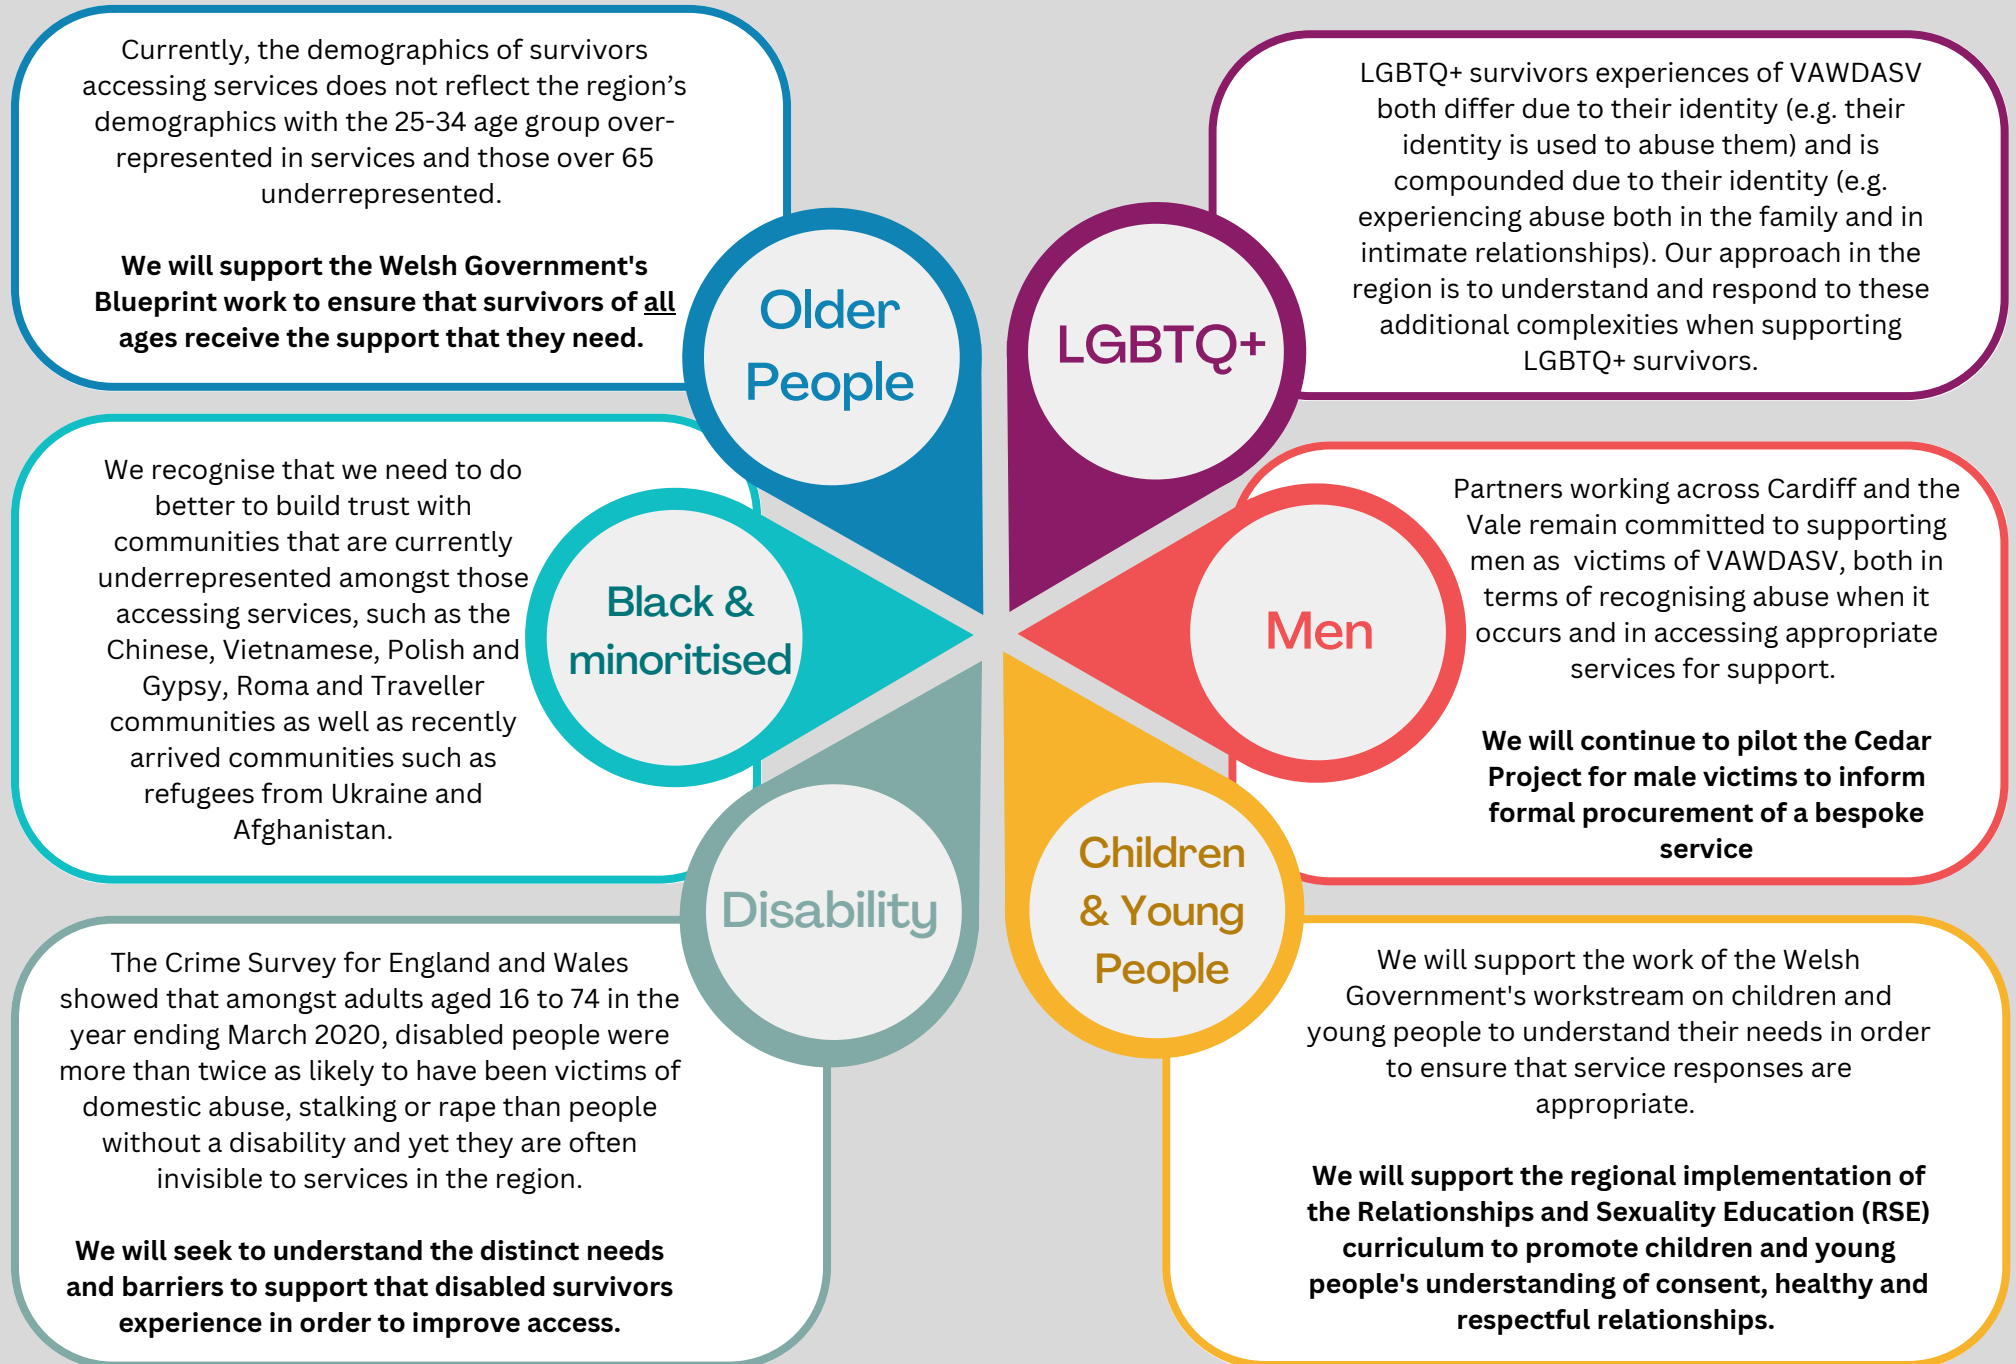 Currently, the demographics of survivors
accessing services does not reflect the region's
demographics with the 25-34 age group over-
represented in services and those over 65
underrepresented.
We will support the Welsh Government's
Blueprint work to ensure that survivors of all
ages receive the support that they need.
Older
People
LGBTQ+
LGBTQ+ survivors experiences of VAWDASV
both differ due to their identity (e.g. their
identity is used to abuse them) and is
compounded due to their identity (e.g.
experiencing abuse both in the family and in
intimate relationships). Our approach in the
region is to understand and respond to these
additional complexities when supporting
LGBTQ+ survivors.
We recognise that we need to do
better to build trust with
communities that are currently
underrepresented amongst those
accessing services, such as the
Chinese, Vietnamese, Polish and
Gypsy, Roma and Traveller
communities as well as recently
arrived communities such as
refugees from Ukraine and
Afghanistan.
Black &
minoritised
Men
Partners working across Cardiff and the
Vale remain committed to supporting
men as  victims of VAWDASV, both in
terms of recognising abuse when it
occurs and in accessing appropriate
services for support.
We will continue to pilot the Cedar
Project for male victims to inform
formal procurement of a bespoke
service
Disability
The Crime Survey for England and Wales
showed that amongst adults aged 16 to 74 in the
year ending March 2020, disabled people were
more than twice as likely to have been victims of
domestic abuse, stalking or rape than people
without a disability and yet they are often
invisible to services in the region.
We will seek to understand the distinct needs
and barriers to support that disabled survivors
experience in order to improve access.
Children
& Young
People
We will support the work of the Welsh
Government's workstream on children and
young people to understand their needs in order
to ensure that service responses are
appropriate.
We will support the regional implementation of
the Relationships and Sexuality Education (RSE)
curriculum to promote children and young
people's understanding of consent, healthy and
respectful relationships.